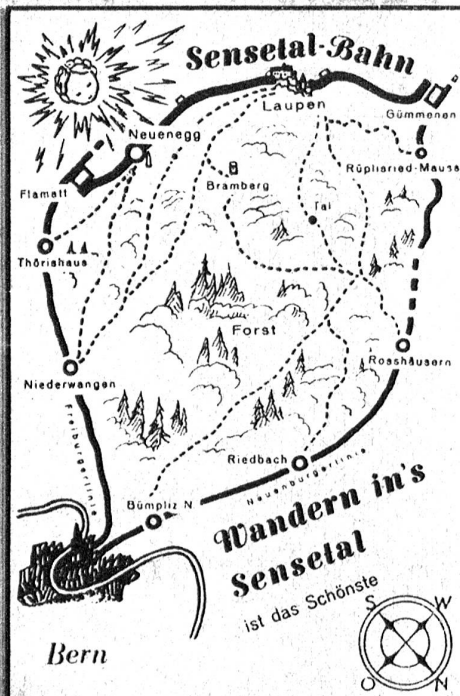 Sensetal-Bahn
Laupen
Gümmenen
Neuenegg
Flamatt
Bramberg
Rüplisried-Mauss
Tal
Thörishaus
Forst
Rosshäusern
Niederwangen
Freiburgerlinie
Riedbach
Neuenburgerlinie
Bümpliz N
Wandern in's
Sensetal
ist das Schönste
Bern
S W
O N